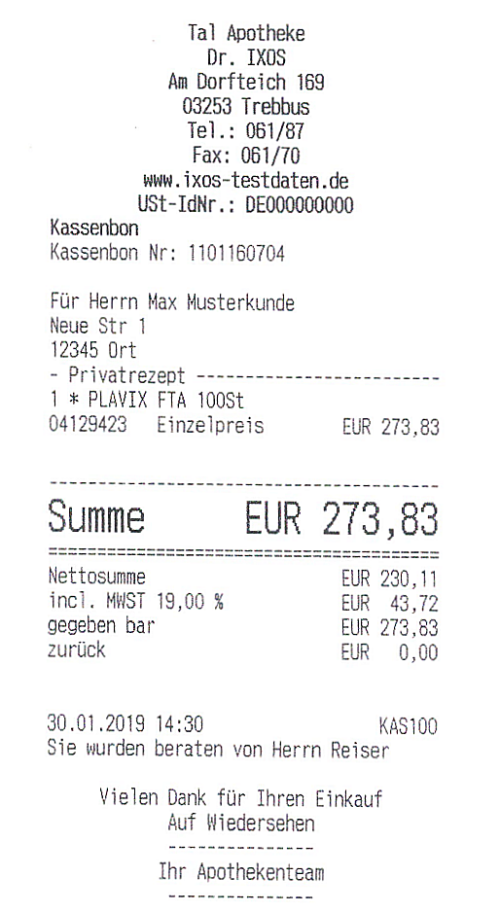 Tal Apotheke
Dr. IXOS
Am Dorfteich 169
03253 Trebbus
Tel.: 061/87
Fax: 061/70
www.ixos-testdaten.de
USt-IdNr.: DE000000000
Kassenbon
Kassenbon Nr: 1101160704
Für Herrn Max Musterkunde
Neue Str 1
12345 Ort
- Privatrezept -------------------------
1 * PLAVIX FTA 100St
04129423 Einzelpreis EUR 273,83
----------------------------------------
Summe EUR 273,83
========================================
Nettosumme EUR 230,11
incl. MWST 19,00 % EUR 43,72
gegeben bar EUR 273,83
zurück EUR 0,00
30.01.2019 14:30 KAS100
Sie wurden beraten von Herrn Reiser
Vielen Dank für Ihren Einkauf
Auf Wiedersehen
---------------
Ihr Apothekenteam
---------------